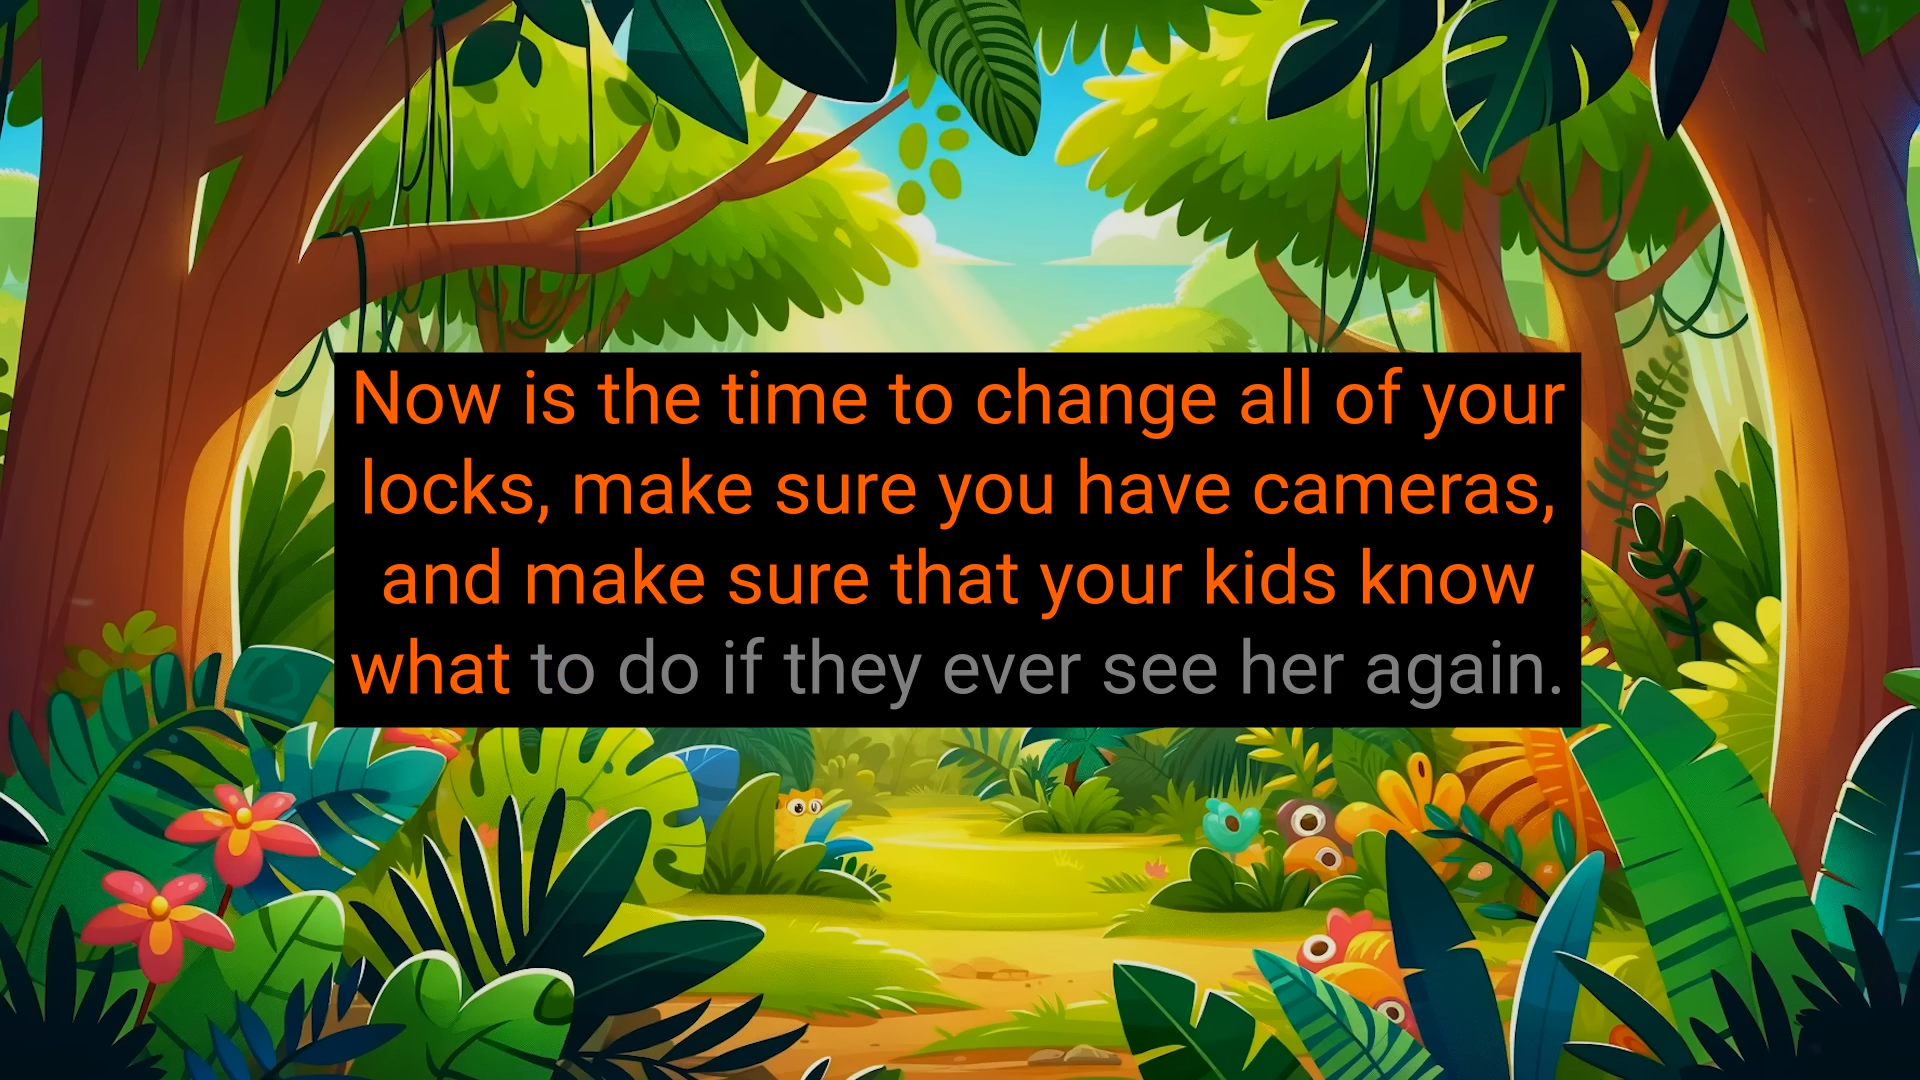 Now is the time to change all of your
locks, make sure you have cameras,
and make sure that your kids know
what to do if they ever see her again.